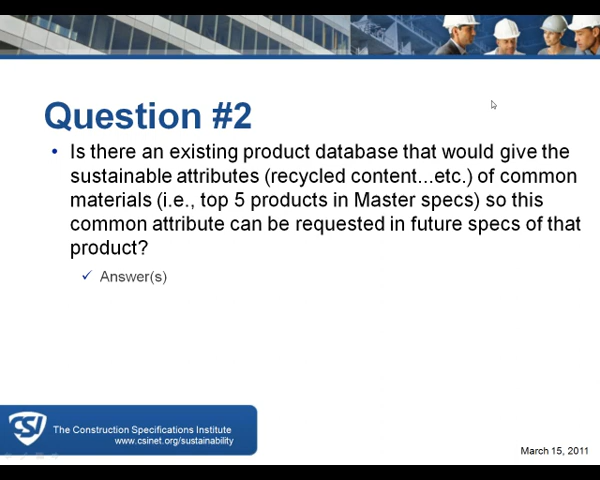 Question #2
• Is there an existing product database that would give the
sustainable attributes (recycled content...etc.) of common
materials (i.e., top 5 products in Master specs) so this
common attribute can be requested in future specs of that
product?
✓ Answer(s)
CSI
The Construction Specifications Institute
www.csinet.org/sustainability
March 15, 2011